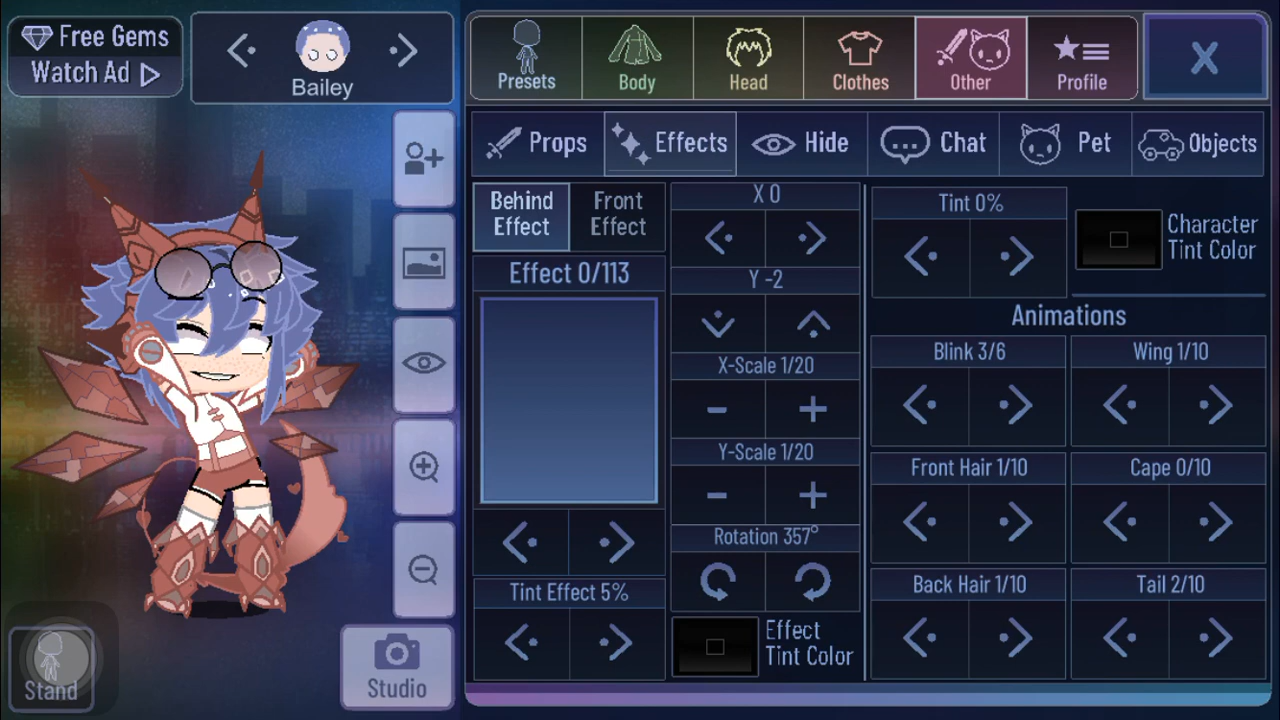 Free Gems
Watch Ad
Bailey
Presets
Body
Head
Clothes
Other
Profile
X
Props
Effects
Hide
Chat
Pet
Objects
Behind
Effect
Front
Effect
Effect 0/113
Tint Effect 5%
X 0
Y -2
X-Scale 1/20
Y-Scale 1/20
Rotation 357°
Effect
Tint Color
Tint 0%
Character
Tint Color
Animations
Blink 3/6
Wing 1/10
Front Hair 1/10
Cape 0/10
Back Hair 1/10
Tail 2/10
Stand
Studio